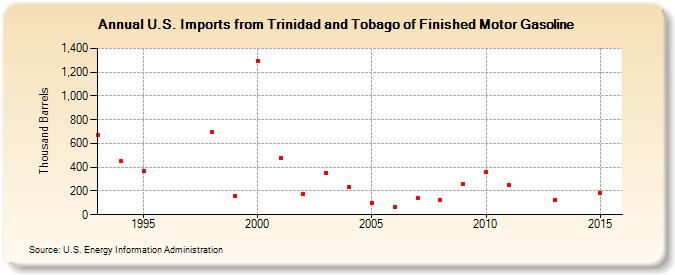 Annual U.S. Imports from Trinidad and Tobago of Finished Motor Gasoline
Thousand Barrels
1,400
1,200
1,000
800
600
400
200
0
1995 2000 2005 2010 2015
Source: U.S. Energy Information Administration